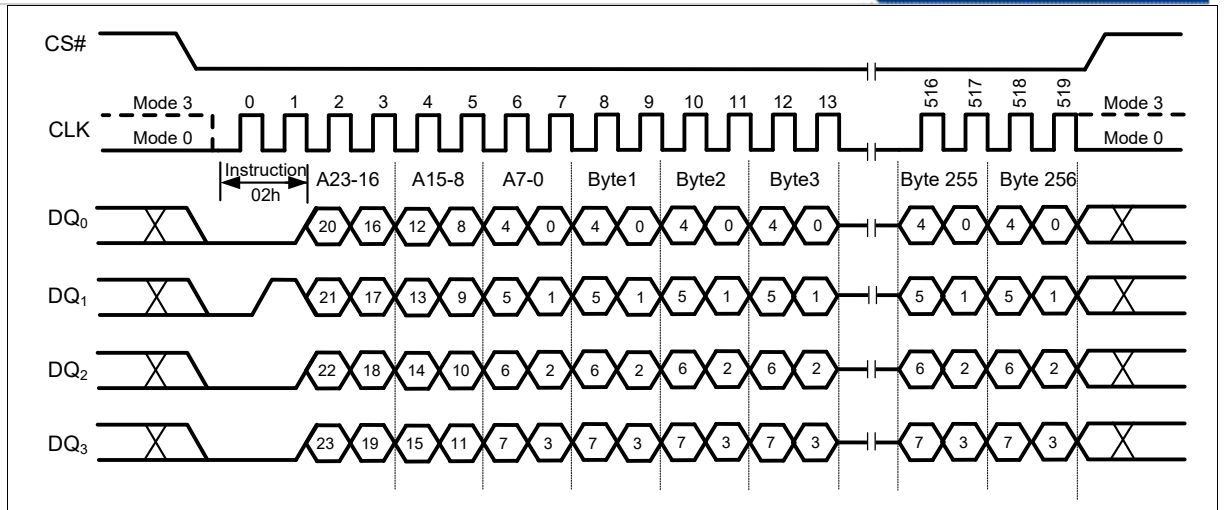 CS#
Mode 3 0 1 2 3 4 5 6 7 8 9 10 11 12 13 516 517 518 519 Mode 3
CLK
Mode 0 Mode 0
Instruction A23-16 A15-8 A7-0 Byte1 Byte2 Byte3 Byte 255 Byte 256
02h
DQ0 20 16 12 8 4 0 4 0 4 0 4 0 4 0 4 0
DQ1 21 17 13 9 5 1 5 1 5 1 5 1 5 1 5 1
DQ2 22 18 14 10 6 2 6 2 6 2 6 2 6 2 6 2
DQ3 23 19 15 11 7 3 7 3 7 3 7 3 7 3 7 3